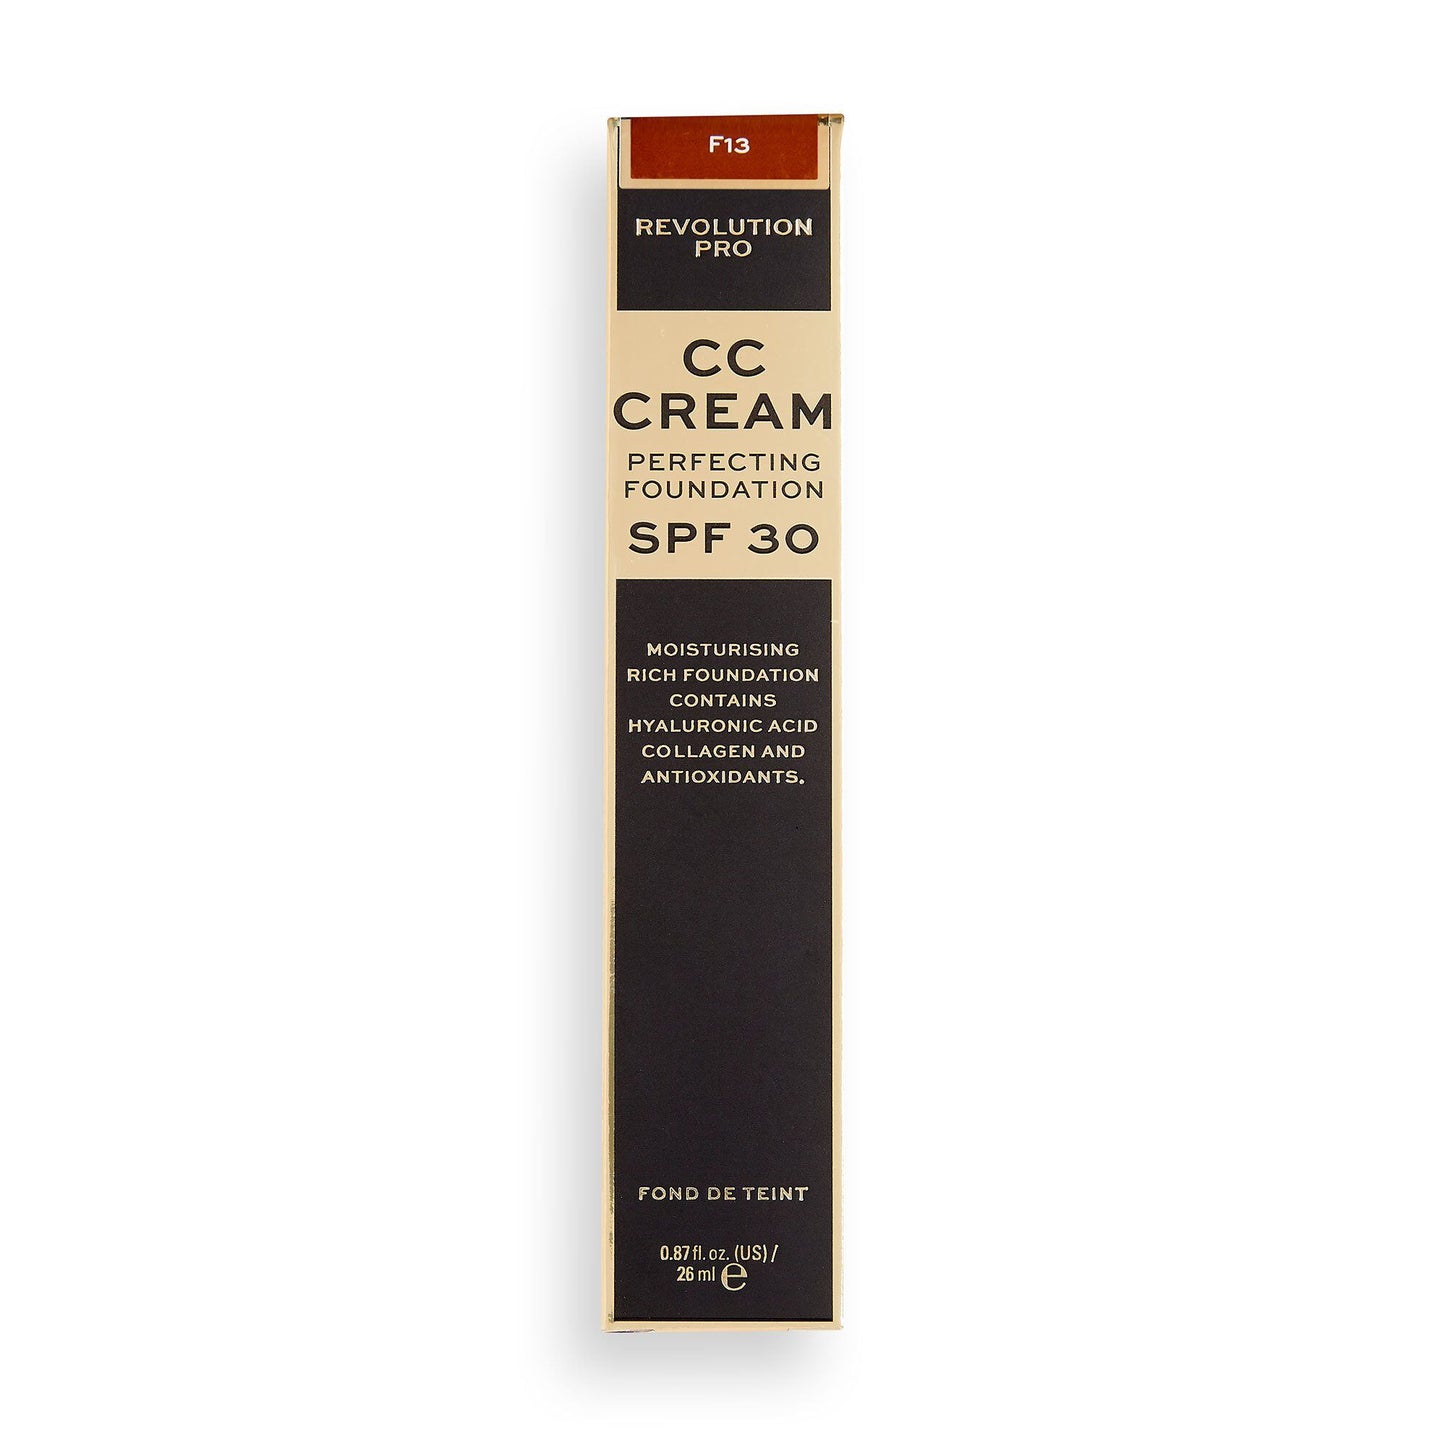 F13
REVOLUTION
PRO
CC
CREAM
PERFECTING
FOUNDATION
SPF 30
MOISTURISING
RICH FOUNDATION
CONTAINS
HYALURONIC ACID
COLLAGEN AND
ANTIOXIDANTS.
FOND DE TEINT
0.87 fl. oz. (US) /
26 ml ℮